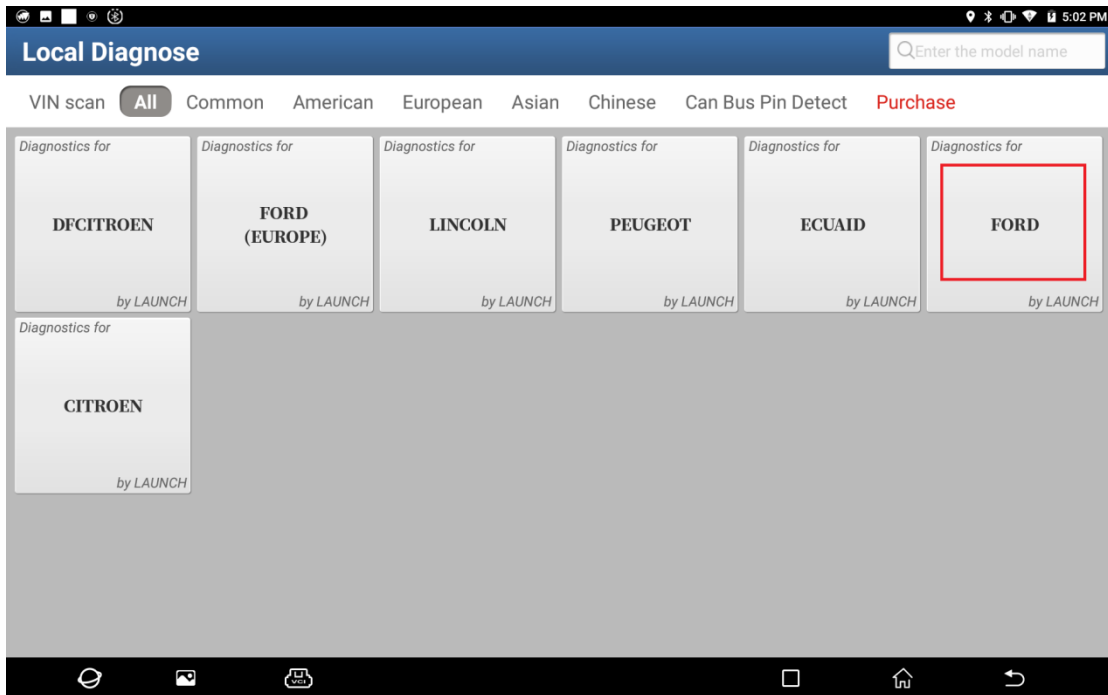 5:02 PM
Local Diagnose
Enter the model name
VIN scan All Common American European Asian Chinese Can Bus Pin Detect Purchase
Diagnostics for
DFCITROEN
by LAUNCH
Diagnostics for
FORD
(EUROPE)
by LAUNCH
Diagnostics for
LINCOLN
by LAUNCH
Diagnostics for
PEUGEOT
by LAUNCH
Diagnostics for
ECUAID
by LAUNCH
Diagnostics for
FORD
by LAUNCH
Diagnostics for
CITROEN
by LAUNCH
VCI